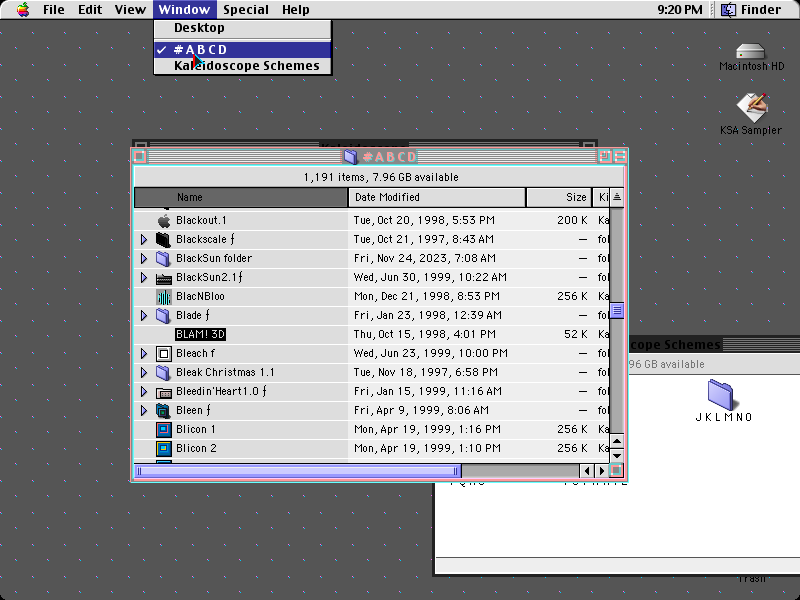 File Edit View Window Special Help 9:20 PM Finder
Desktop
✓ #ABCD
Kaleidoscope Schemes
Macintosh HD
KSA Sampler
#ABCD
1,191 items, 7.96 GB available
Name Date Modified Size Ki
Blackout.1 Tue, Oct 20, 1998, 5:53 PM 200 K Ka
Blackscale ƒ Tue, Oct 21, 1997, 8:43 AM — fol
BlackSun folder Fri, Nov 24, 2023, 7:08 AM — fol
BlackSun2.1ƒ Wed, Jun 30, 1999, 10:22 AM — fol
BlacNBloo Mon, Dec 21, 1998, 8:53 PM 256 K Ka
Blade ƒ Fri, Jan 23, 1998, 12:39 AM — fol
BLAM! 3D Thu, Oct 15, 1998, 4:01 PM 52 K Ka
Bleach f Wed, Jun 23, 1999, 10:00 PM — fol
Bleak Christmas 1.1 Tue, Nov 18, 1997, 6:58 PM — fol
Bleedin'Heart1.0 ƒ Fri, Jan 15, 1999, 11:16 AM — fol
Bleen ƒ Fri, Apr 9, 1999, 8:06 AM — fol
Blicon 1 Mon, Apr 19, 1999, 1:16 PM 256 K Ka
Blicon 2 Mon, Apr 19, 1999, 1:10 PM 256 K Ka
cope Schemes
96 GB available
JKLMNO
Trash